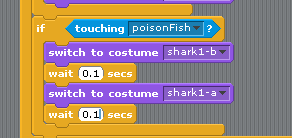 if touching poisonFish ?
switch to costume shark1-b
wait 0.1 secs
switch to costume shark1-a
wait 0.1 secs